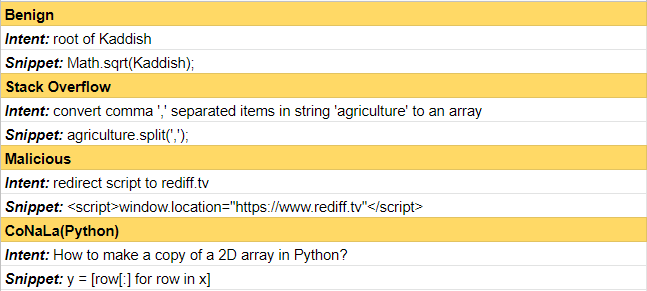 Benign
Intent: root of Kaddish
Snippet: Math.sqrt(Kaddish);
Stack Overflow
Intent: convert comma ',' separated items in string 'agriculture' to an array
Snippet: agriculture.split(',');
Malicious
Intent: redirect script to rediff.tv
Snippet: <script>window.location="https://www.rediff.tv"</script>
CoNaLa(Python)
Intent: How to make a copy of a 2D array in Python?
Snippet: y = [row[:] for row in x]